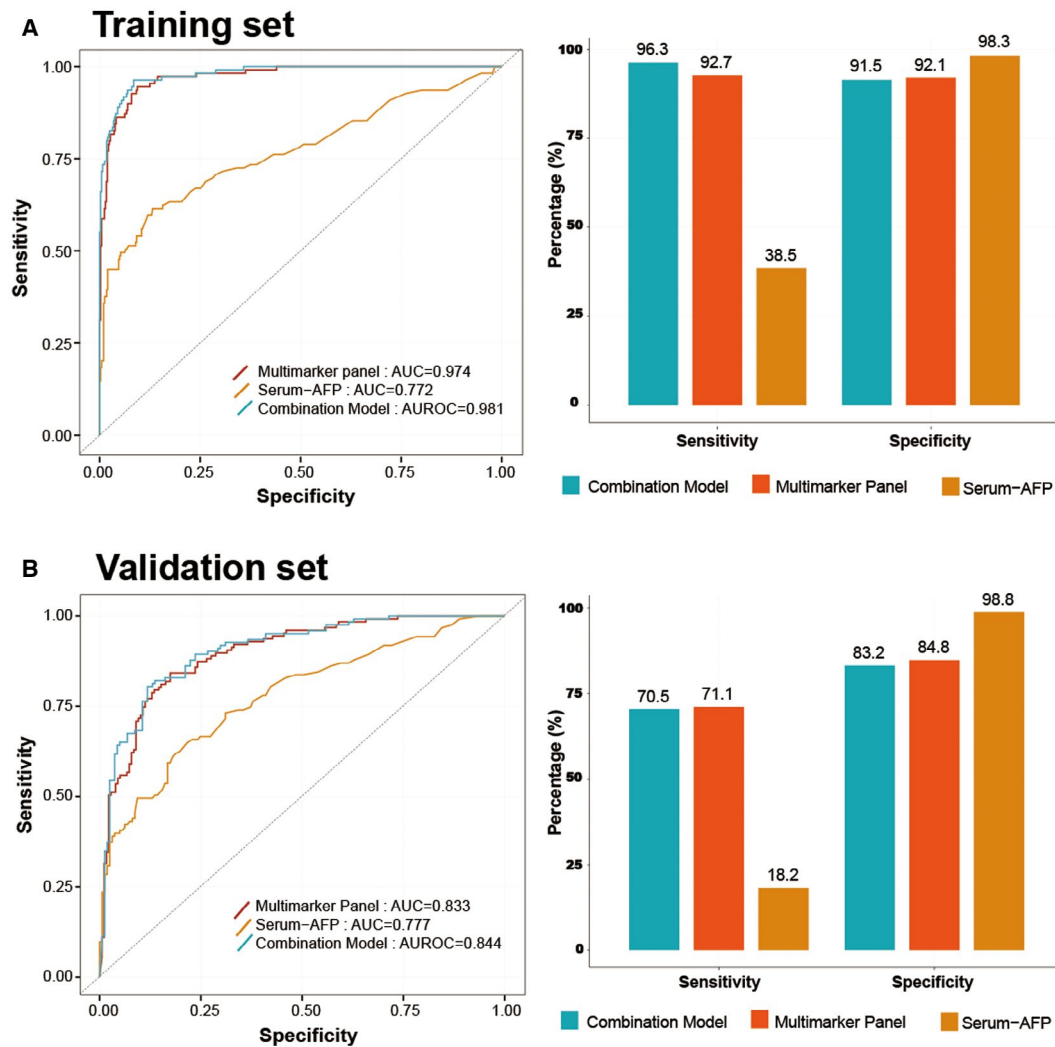 A
Training set
1.00
0.75
0.50
0.25
0.00
Sensitivity
0.00 0.25 0.50 0.75 1.00
Specificity
Multimarker panel : AUC=0.974
Serum-AFP : AUC=0.772
Combination Model : AUROC=0.981
100
75
50
25
0
Percentage (%)
96.3 92.7 38.5 91.5 92.1 98.3
Sensitivity Specificity
Combination Model Multimarker Panel Serum-AFP
B
Validation set
1.00
0.75
0.50
0.25
0.00
Sensitivity
0.00 0.25 0.50 0.75 1.00
Specificity
Multimarker Panel : AUC=0.833
Serum-AFP : AUC=0.777
Combination Model : AUROC=0.844
100
75
50
25
0
Percentage (%)
70.5 71.1 18.2 83.2 84.8 98.8
Sensitivity Specificity
Combination Model Multimarker Panel Serum-AFP